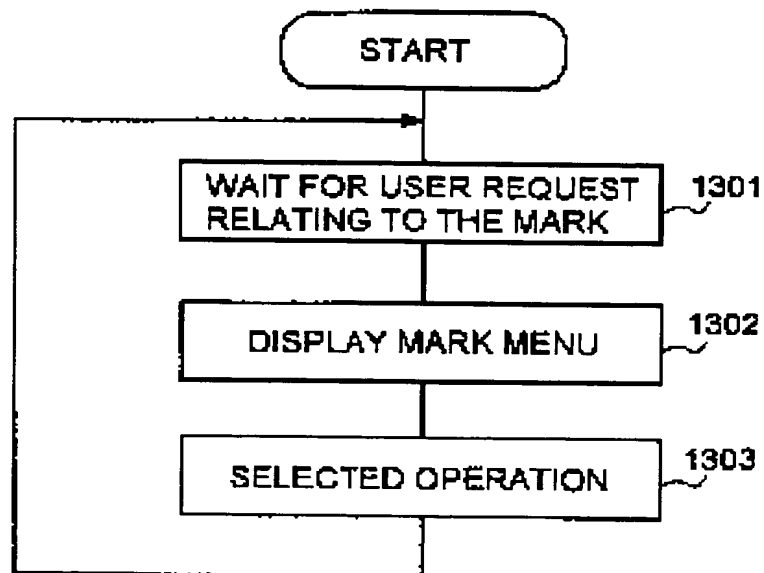 START
WAIT FOR USER REQUEST
RELATING TO THE MARK
1301
DISPLAY MARK MENU
1302
SELECTED OPERATION
1303